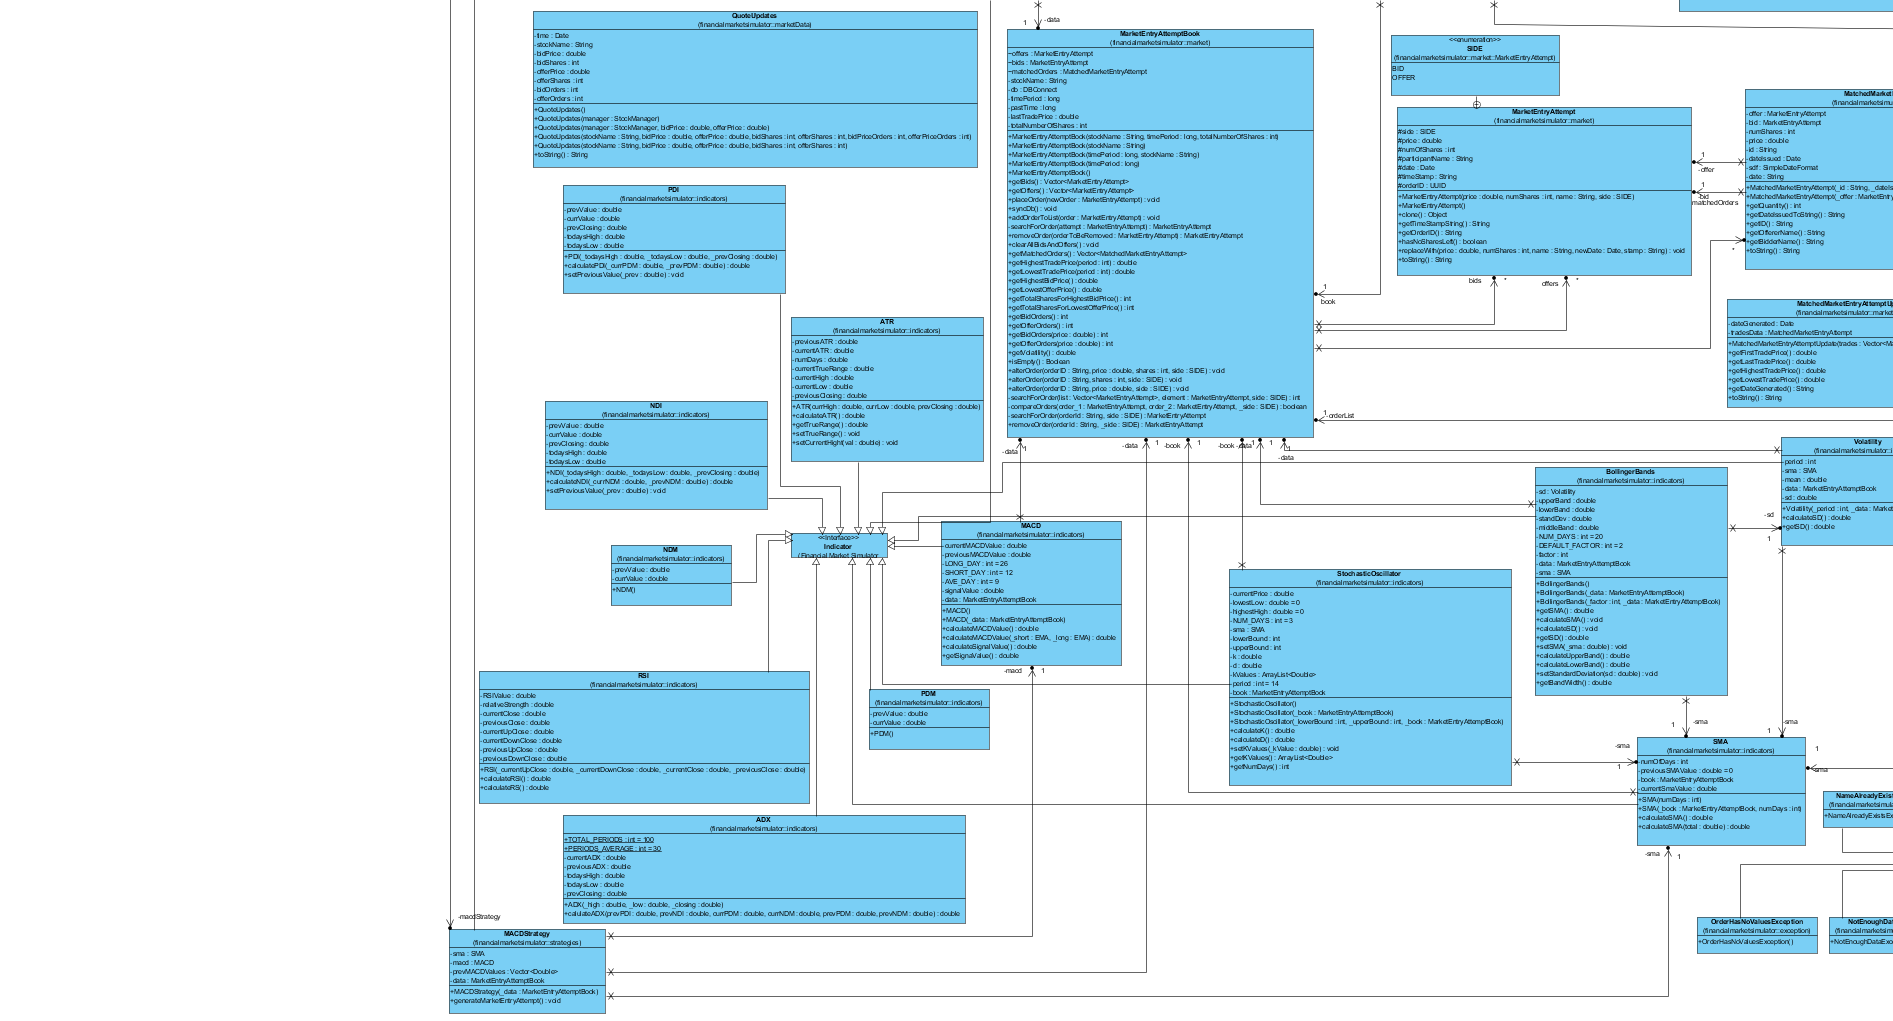 QuoteUpdates
(financialmarketsimulator::marketData)
-time : Date
-stockName : String
-bidPrice : double
-bidShares : int
-offerPrice : double
-offerShares : int
-bidOrders : int
-offerOrders : int
+QuoteUpdates()
+QuoteUpdates(manager : StockManager)
+QuoteUpdates(manager : StockManager, bidPrice : double, offerPrice : double)
+QuoteUpdates(stockName : String, bidPrice : double, offerPrice : double, bidShares : int, offerShares : int, bidPriceOrders : int, offerPriceOrders : int)
+QuoteUpdates(stockName : String, bidPrice : double, offerPrice : double, bidShares : int, offerShares : int)
+toString() : String
PDI
(financialmarketsimulator::indicators)
-prevValue : double
-currValue : double
-prevClosing : double
-todaysHigh : double
-todaysLow : double
+PDI(_todaysHigh : double, _todaysLow : double, _prevClosing : double)
+calculatePDI(_currPDM : double, _prevPDM : double) : double
+setPreviousValue(_prev : double) : void
ATR
(financialmarketsimulator::indicators)
-previousATR : double
-currentATR : double
-numDays : double
-currentTrueRange : double
-currentHigh : double
-currentLow : double
-previousClosing : double
+ATR(currHigh : double, currLow : double, prevClosing : double)
+calculateATR() : double
+getTrueRange() : double
+setTrueRange() : void
+setCurrentHight(val : double) : void
NDI
(financialmarketsimulator::indicators)
-prevValue : double
-currValue : double
-prevClosing : double
-todaysHigh : double
-todaysLow : double
+NDI(_todaysHigh : double, _todaysLow : double, _prevClosing : double)
+calculateNDI(_currNDM : double, _prevNDM : double) : double
+setPreviousValue(_prev : double) : void
NDM
(financialmarketsimulator::indicators)
-prevValue : double
-currValue : double
+NDM()
<<Interface>>
Indicator
(Financial Market Simulator
RSI
(financialmarketsimulator::indicators)
-RSIValue : double
-relativeStrength : double
-currentClose : double
-previousClose : double
-currentUpClose : double
-currentDownClose : double
-previousUpClose : double
-previousDownClose : double
+RSI(_currentUpClose : double, _currentDownClose : double, _currentClose : double, _previousClose : double)
+calculateRSI() : double
+calculateRS() : double
PDM
(financialmarketsimulator::indicators)
-prevValue : double
-currValue : double
+PDM()
ADX
(financialmarketsimulator::indicators)
+TOTAL_PERIODS : int = 100
+PERIODS_AVERAGE : int = 30
-currentADX : double
-previousADX : double
-todaysHigh : double
-todaysLow : double
-prevClosing : double
+ADX(_high : double, _low : double, _closing : double)
+calulateADX(prevPDI : double, prevNDI : double, currPDM : double, currNDM : double, prevPDM : double, prevNDM : double) : double
-macdStrategy
MACDStrategy
(financialmarketsimulator::strategies)
-sma : SMA
-macd : MACD
-prevMACDValues : Vector<Double>
-data : MarketEntryAttemptBook
+MACDStrategy(_data : MarketEntryAttemptBook)
+generateMarketEntryAttempt() : void
1
-data
MarketEntryAttemptBook
(financialmarketsimulator::market)
~offers : MarketEntryAttempt
~bids : MarketEntryAttempt
~matchedOrders : MatchedMarketEntryAttempt
-stockName : String
-db : DBConnect
-timePeriod : long
-pastTime : long
-lastTradePrice : double
-totalNumberOfShares : int
+MarketEntryAttemptBook(stockName : String, timePeriod : long, totalNumberOfShares : int)
+MarketEntryAttemptBook(stockName : String)
+MarketEntryAttemptBook(timePeriod : long, stockName : String)
+MarketEntryAttemptBook(timePeriod : long)
+MarketEntryAttemptBook()
+getBids() : Vector<MarketEntryAttempt>
+getOffers() : Vector<MarketEntryAttempt>
+placeOrder(newOrder : MarketEntryAttempt) : void
+syncDb() : void
+addOrderToList(order : MarketEntryAttempt) : void
-searchForOrder(attempt : MarketEntryAttempt) : MarketEntryAttempt
+removeOrder(orderToBeRemoved : MarketEntryAttempt) : MarketEntryAttempt
+clearAllBidsAndOffers() : void
+getMatchedOrders() : Vector<MatchedMarketEntryAttempt>
+getHighestTradePrice(period : int) : double
+getLowestTradePrice(period : int) : double
+getHighestBidPrice() : double
+getLowestOfferPrice() : double
+getTotalSharesForHighestBidPrice() : int
+getTotalSharesForLowestOfferPrice() : int
+getBidOrders() : int
+getOfferOrders() : int
+getBidOrders(price : double) : int
+getOfferOrders(price : double) : int
+getVolatility() : double
+isEmpty() : Boolean
+alterOrder(orderID : String, price : double, shares : int, side : SIDE) : void
+alterOrder(orderID : String, shares : int, side : SIDE) : void
+alterOrder(orderID : String, price : double, side : SIDE) : void
-searchForOrder(list : Vector<MarketEntryAttempt>, element : MarketEntryAttempt, side : SIDE) : int
-compareOrders(order_1 : MarketEntryAttempt, order_2 : MarketEntryAttempt, _side : SIDE) : boolean
-searchForOrder(orderId : String, side : SIDE) : MarketEntryAttempt
+removeOrder(orderId : String, _side : SIDE) : MarketEntryAttempt
1
book
1
-orderList
-data
1
-data
1
-book
1
-book
-data
1
1
-data
<<enumeration>>
SIDE
(financialmarketsimulator::market::MarketEntryAttempt)
BID
OFFER
MarketEntryAttempt
(financialmarketsimulator::market)
#side : SIDE
#price : double
#numOfShares : int
#participantName : String
#date : Date
#timeStamp : String
#orderID : UUID
+MarketEntryAttempt(price : double, numShares : int, name : String, side : SIDE)
+MarketEntryAttempt()
+clone() : Object
+getTimeStampString() : String
+getOrderID() : String
+hasNoSharesLeft() : boolean
+replaceWith(price : double, numShares : int, name : String, newDate : Date, stamp : String) : void
+toString() : String
bids
*
offers
*
1
-offer
1
-bid
matchedOrders
*
MatchedMarket
(financialmarketsimu
-offer : MarketEntryAttempt
-bid : MarketEntryAttempt
-numShares : int
-price : double
-id : String
-dateIssued : Date
-sdf : SimpleDateFormat
-date : String
+MatchedMarketEntryAttempt(_id : String, _dateIs
+MatchedMarketEntryAttempt(_offer : MarketEntr
+getQuantity() : int
+getDateIssuedToString() : String
+getID() : String
+getOffererName() : String
+getBidderName() : String
+toString() : String
MatchedMarketEntryAttemptUp
(financialmarketsimulator::market
-dateGenerated : Date
-tradesData : MatchedMarketEntryAttempt
+MatchedMarketEntryAttemptUpdate(trades : Vector<Ma
+getFirstTradePrice() : double
+getLastTradePrice() : double
+getHighestTradePrice() : double
+getLowestTradePrice() : double
+getDateGenerated() : String
+toString() : String
Volatility
(financialmarketsimulator::i
-period : int
-sma : SMA
-mean : double
-data : MarketEntryAttemptBook
-sd : double
+Volatility(_period : int, _data : Market
+calculateSD() : double
+getSD() : double
-sd
1
BollingerBands
(financialmarketsimulator::indicators)
-sd : Volatility
-upperBand : double
-lowerBand : double
-standDev : double
-middleBand : double
-NUM_DAYS : int = 20
-DEFAULT_FACTOR : int = 2
-factor : int
-data : MarketEntryAttemptBook
-sma : SMA
+BollingerBands()
+BollingerBands(_data : MarketEntryAttemptBook)
+BollingerBands(_factor : int, _data : MarketEntryAttemptBook)
+getSMA() : double
+calculateSMA() : void
+calculateSD() : void
+getSD() : double
+setSMA(_sma : double) : void
+calculateUpperBand() : double
+calculateLowerBand() : double
+setStandardDeviation(sd : double) : void
+getBandWidth() : double
MACD
(financialmarketsimulator::indicators)
-currentMACDValue : double
-previousMACDValue : double
-LONG_DAY : int = 26
-SHORT_DAY : int = 12
-AVE_DAY : int = 9
-signalValue : double
-data : MarketEntryAttemptBook
+MACD()
+MACD(_data : MarketEntryAttemptBook)
+calculateMACDValue() : double
+calculateMACDValue(_short : EMA, _long : EMA) : double
+calculateSignalValue() : double
+getSignalValue() : double
-macd
1
StochasticOscillator
(financialmarketsimulator::indicators)
-currentPrice : double
-lowestLow : double = 0
-highestHigh : double = 0
-NUM_DAYS : int = 3
-sma : SMA
-lowerBound : int
-upperBound : int
-k : double
-d : double
-kValues : ArrayList<Double>
-period : int = 14
-book : MarketEntryAttemptBook
+StochasticOscillator()
+StochasticOscillator(_book : MarketEntryAttemptBook)
+StochasticOscillator(_lowerBound : int, _upperBound : int, _book : MarketEntryAttemptBook)
+calculateK() : double
+calculateD() : double
+setKValues(_kValue : double) : void
+getKValues() : ArrayList<Double>
+getNumDays() : int
-sma
1
1
-sma
1
-sma
1
-sma
SMA
(financialmarketsimulator::indicators)
-numOfDays : int
-previousSMAValue : double = 0
-book : MarketEntryAttemptBook
-currentSmaValue : double
+SMA(numDays : int)
+SMA(_book : MarketEntryAttemptBook, numDays : int)
+calculateSMA() : double
+calculateSMA(total : double) : double
-sma
1
NameAlreadyExist
(financialmarketsimula
+NameAlreadyExistsEx
OrderHasNoValuesException
(financialmarketsimulator::exception)
+OrderHasNoValuesException()
NotEnoughDat
(financialmarketsim
+NotEnoughDataExc